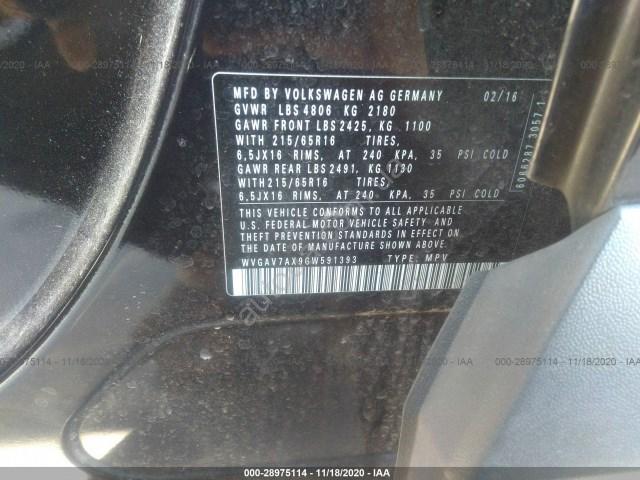 MFD BY VOLKSWAGEN AG GERMANY 02/16
GVWR LBS 4806 KG 2180
GAWR FRONT LBS 2425, KG 1100
WITH 215/65R16 TIRES,
6,5JX16 RIMS, AT 240 KPA, 35 PSI COLD
GAWR REAR LBS 2491, KG 1130
WITH 215/65R16 TIRES,
6,5JX16 RIMS, AT 240 KPA, 35 PSI COLD
THIS VEHICLE CONFORMS TO ALL APPLICABLE
U.S. FEDERAL MOTOR VEHICLE SAFETY AND
THEFT PREVENTION STANDARDS IN EFFECT
ON THE DATE OF MANUFACTURE SHOWN ABOVE
WVGAV7AX9GW591393 TYPE: MPV
6086287 3057 1
000-28975114 - 11/18/2020 - IAA